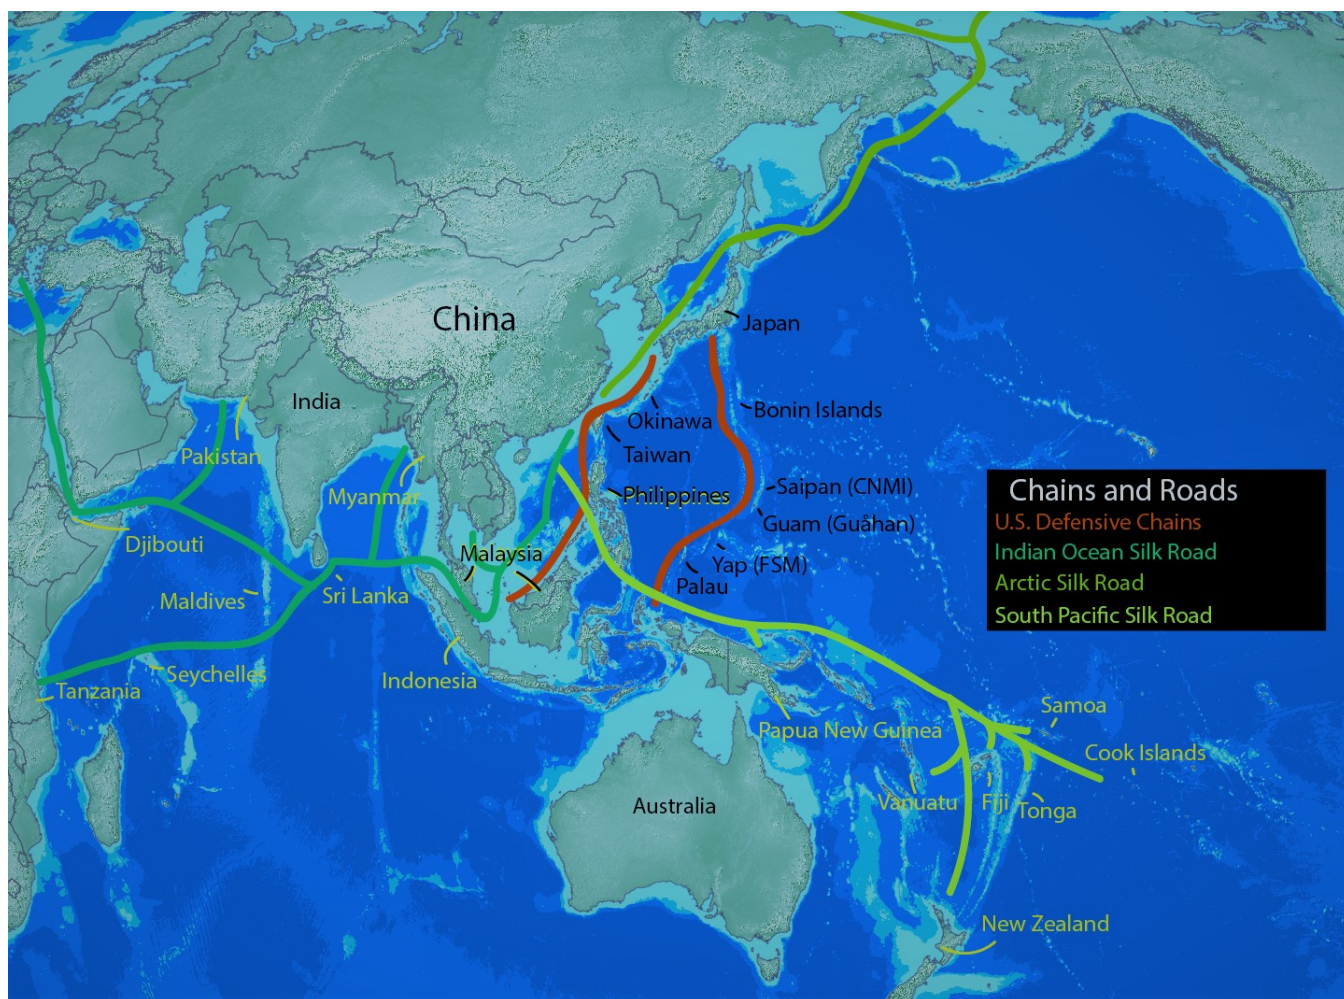 China
Japan
India
Bonin Islands
Okinawa
Pakistan
Taiwan
Myanmar
Philippines
Saipan (CNMI)
Guam (Guåhan)
Djibouti
Malaysia
Yap (FSM)
Palau
Maldives
Sri Lanka
Seychelles
Indonesia
Tanzania
Papua New Guinea
Samoa
Cook Islands
Australia
Vanuatu
Fiji
Tonga
New Zealand
Chains and Roads
U.S. Defensive Chains
Indian Ocean Silk Road
Arctic Silk Road
South Pacific Silk Road